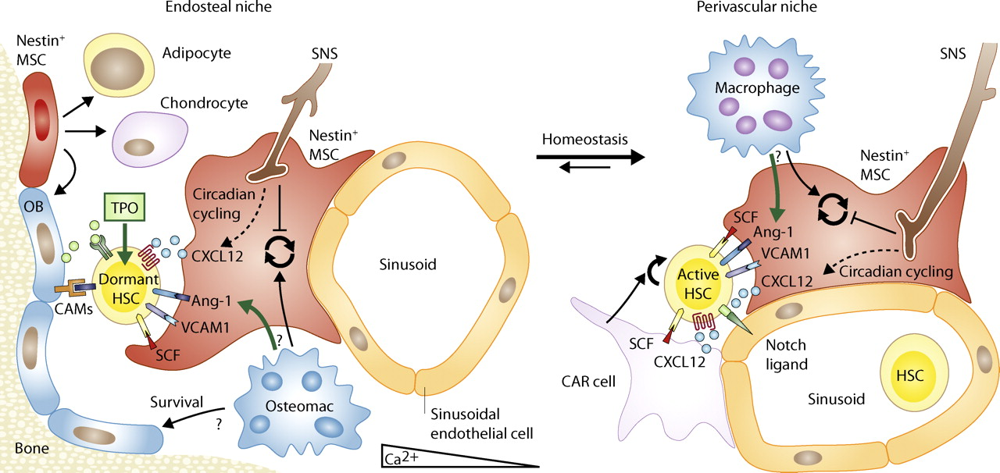 Endosteal niche
Nestin+
MSC
Adipocyte
Chondrocyte
SNS
Nestin+
MSC
OB
TPO
Circadian
cycling
CXCL12
Dormant
HSC
CAMs
Ang-1
VCAM1
SCF
?
Sinusoid
Osteomac
Survival
?
Sinusoidal
endothelial cell
Bone
Ca2+
Homeostasis
Perivascular niche
Macrophage
SNS
?
Nestin+
MSC
SCF
Ang-1
VCAM1
CXCL12
Circadian cycling
Active
HSC
SCF
CXCL12
Notch
ligand
CAR cell
HSC
Sinusoid